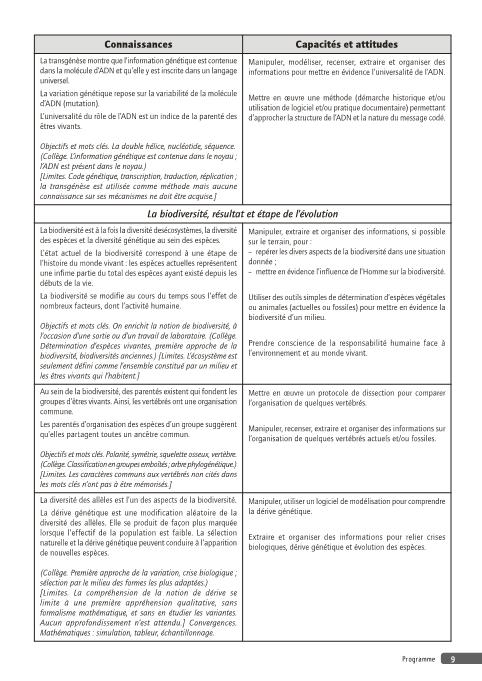 Connaissances
Capacités et attitudes
La transgénèse montre que l'information génétique est contenue
dans la molécule d'ADN et qu'elle y est inscrite dans un langage
universel.
La variation génétique repose sur la variabilité de la molécule
d'ADN (mutation).
L'universalité du rôle de l'ADN est un indice de la parenté des
êtres vivants.
Objectifs et mots clés. La double hélice, nucléotide, séquence.
(Collège. L'information génétique est contenue dans le noyau ;
l'ADN est présent dans le noyau.)
[Limites. Code génétique, transcription, traduction, réplication ;
la transgénèse est utilisée comme méthode mais aucune
connaissance sur ses mécanismes ne doit être acquise.]
Manipuler, modéliser, recenser, extraire et organiser des
informations pour mettre en évidence l'universalité de l'ADN.
Mettre en œuvre une méthode (démarche historique et/ou
utilisation de logiciel et/ou pratique documentaire) permettant
d'approcher la structure de l'ADN et la nature du message codé.
La biodiversité, résultat et étape de l'évolution
La biodiversité est à la fois la diversité des écosystèmes, la diversité
des espèces et la diversité génétique au sein des espèces.
L'état actuel de la biodiversité correspond à une étape de
l'histoire du monde vivant : les espèces actuelles représentent
une infime partie du total des espèces ayant existé depuis les
débuts de la vie.
La biodiversité se modifie au cours du temps sous l'effet de
nombreux facteurs, dont l'activité humaine.
Objectifs et mots clés. On enrichit la notion de biodiversité, à
l'occasion d'une sortie ou d'un travail de laboratoire. (Collège.
Détermination d'espèces vivantes, première approche de la
biodiversité, biodiversités anciennes.) [Limites. L'écosystème est
seulement défini comme l'ensemble constitué par un milieu et
les êtres vivants qui l'habitent.]
Manipuler, extraire et organiser des informations, si possible
sur le terrain, pour :
– repérer les divers aspects de la biodiversité dans une situation
donnée ;
– mettre en évidence l'influence de l'Homme sur la biodiversité.
Utiliser des outils simples de détermination d'espèces végétales
ou animales (actuelles ou fossiles) pour mettre en évidence la
biodiversité d'un milieu.
Prendre conscience de la responsabilité humaine face à
l'environnement et au monde vivant.
Au sein de la biodiversité, des parentés existent qui fondent les
groupes d'êtres vivants. Ainsi, les vertébrés ont une organisation
commune.
Les parentés d'organisation des espèces d'un groupe suggèrent
qu'elles partagent toutes un ancêtre commun.
Objectifs et mots clés. Polarité, symétrie, squelette osseux, vertèbre.
(Collège. Classification en groupes emboîtés ; arbre phylogénétique.)
[Limites. Les caractères communs aux vertébrés non cités dans
les mots clés n'ont pas à être mémorisés.]
Mettre en œuvre un protocole de dissection pour comparer
l'organisation de quelques vertébrés.
Manipuler, recenser, extraire et organiser des informations sur
l'organisation de quelques vertébrés actuels et/ou fossiles.
La diversité des allèles est l'un des aspects de la biodiversité.
La dérive génétique est une modification aléatoire de la
diversité des allèles. Elle se produit de façon plus marquée
lorsque l'effectif de la population est faible. La sélection
naturelle et la dérive génétique peuvent conduire à l'apparition
de nouvelles espèces.
(Collège. Première approche de la variation, crise biologique ;
sélection par le milieu des formes les plus adaptées.)
[Limites. La compréhension de la notion de dérive se
limite à une première appréhension qualitative, sans
formalisme mathématique, et sans en étudier les variantes.
Aucun approfondissement n'est attendu.] Convergences.
Mathématiques : simulation, tableur, échantillonnage.
Manipuler, utiliser un logiciel de modélisation pour comprendre
la dérive génétique.
Extraire et organiser des informations pour relier crises
biologiques, dérive génétique et évolution des espèces.
Programme 9